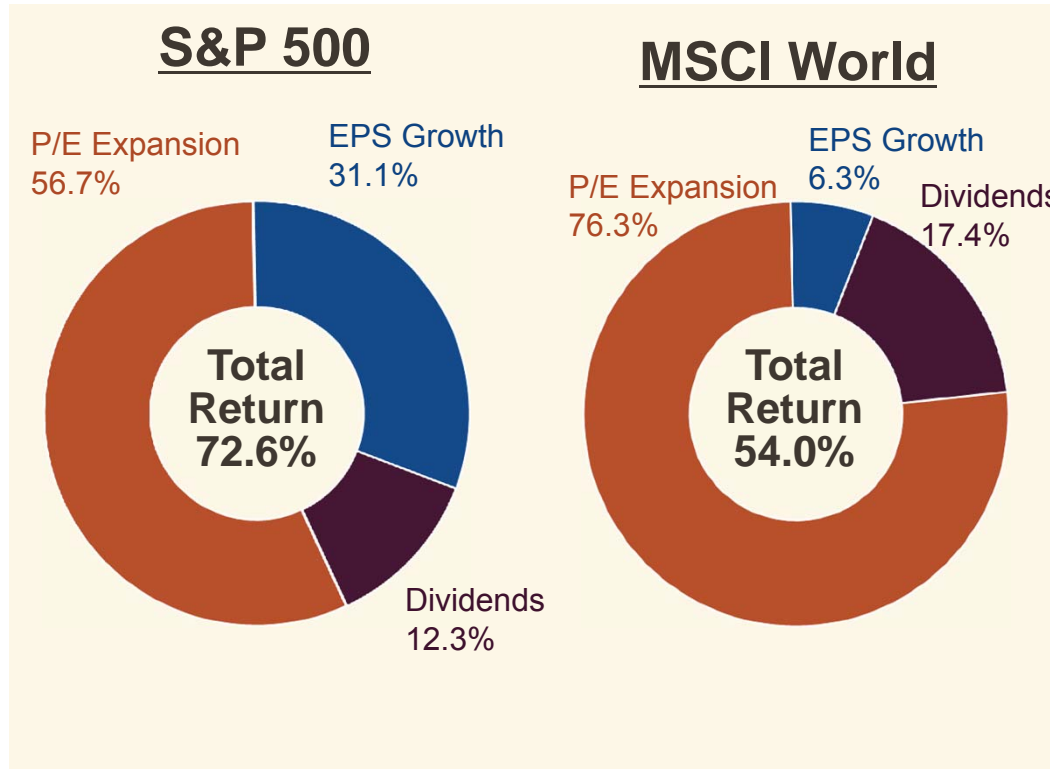 S&P 500
P/E Expansion
56.7%
EPS Growth
31.1%
Total
Return
72.6%
Dividends
12.3%
MSCI World
P/E Expansion
76.3%
EPS Growth
6.3%
Dividends
17.4%
Total
Return
54.0%